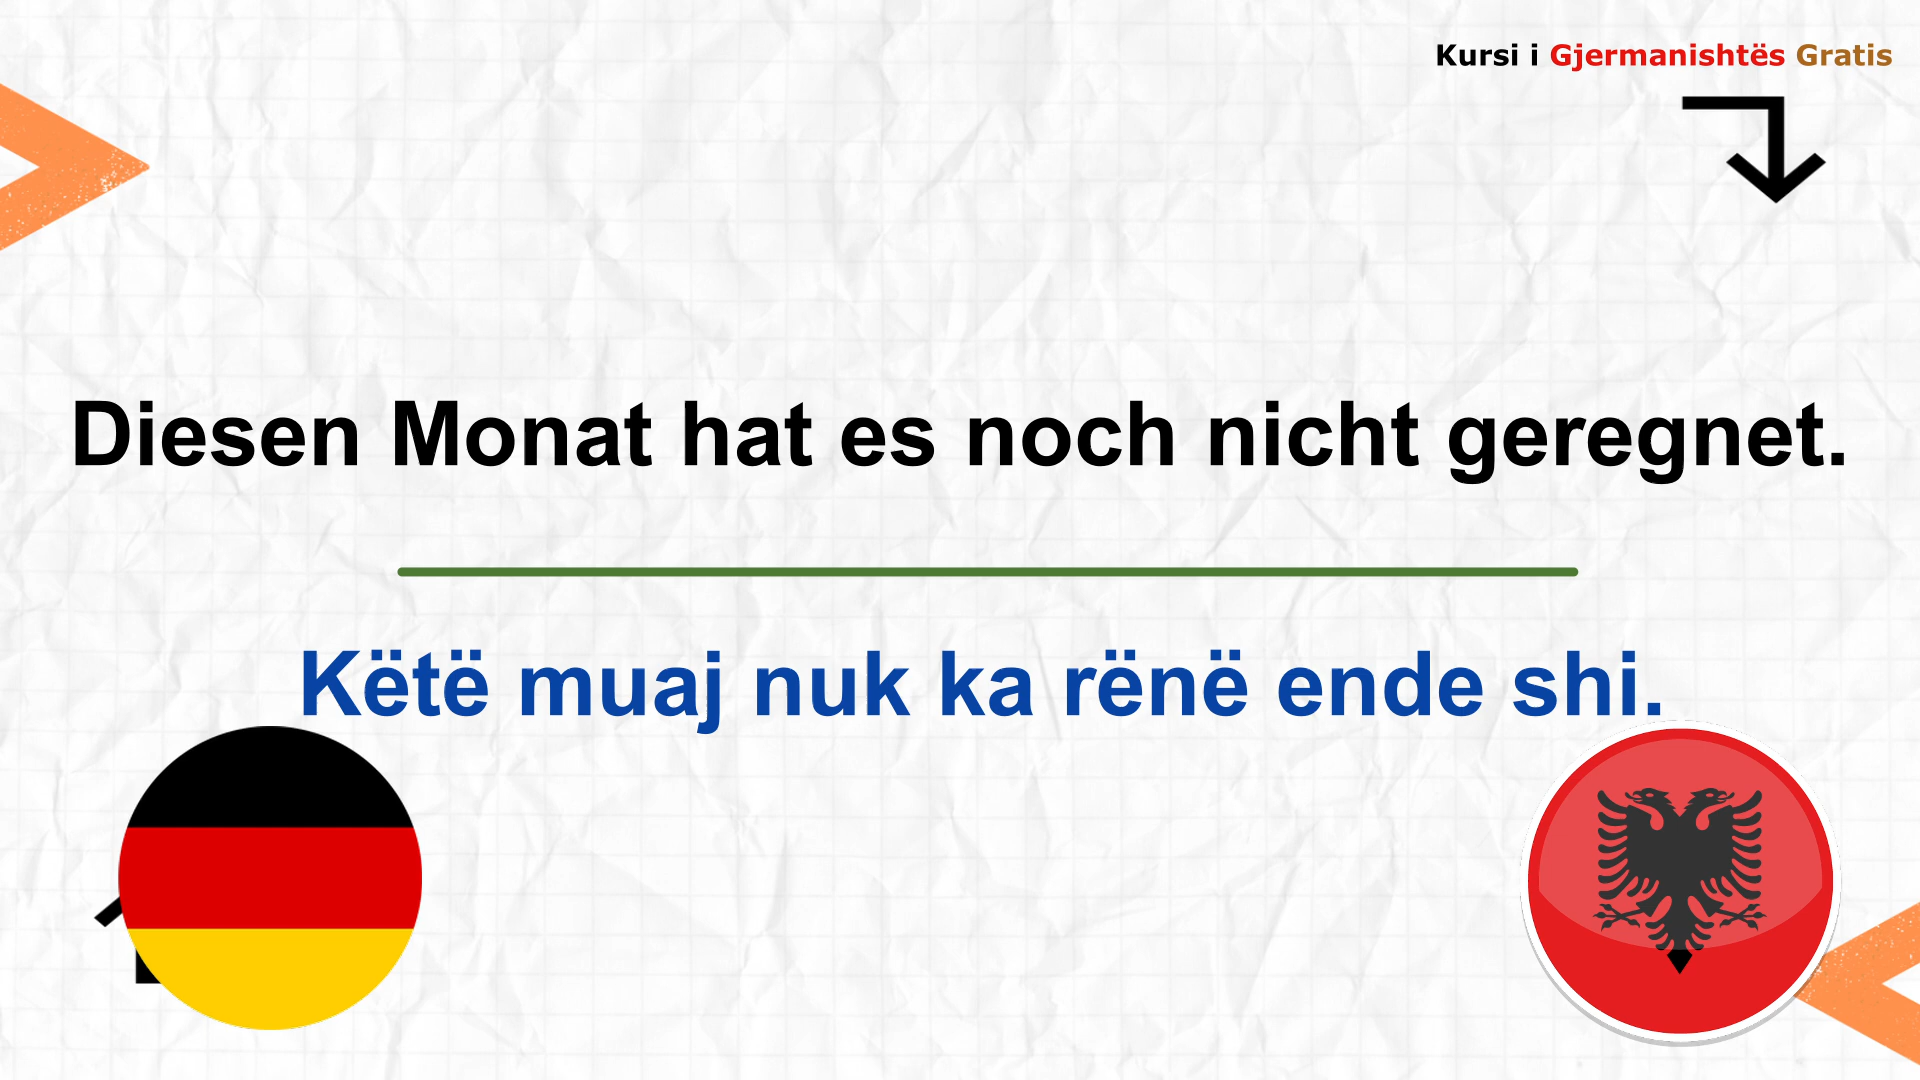 Kursi i Gjermanishtës Gratis
Diesen Monat hat es noch nicht geregnet.
Këtë muaj nuk ka rënë ende shi.